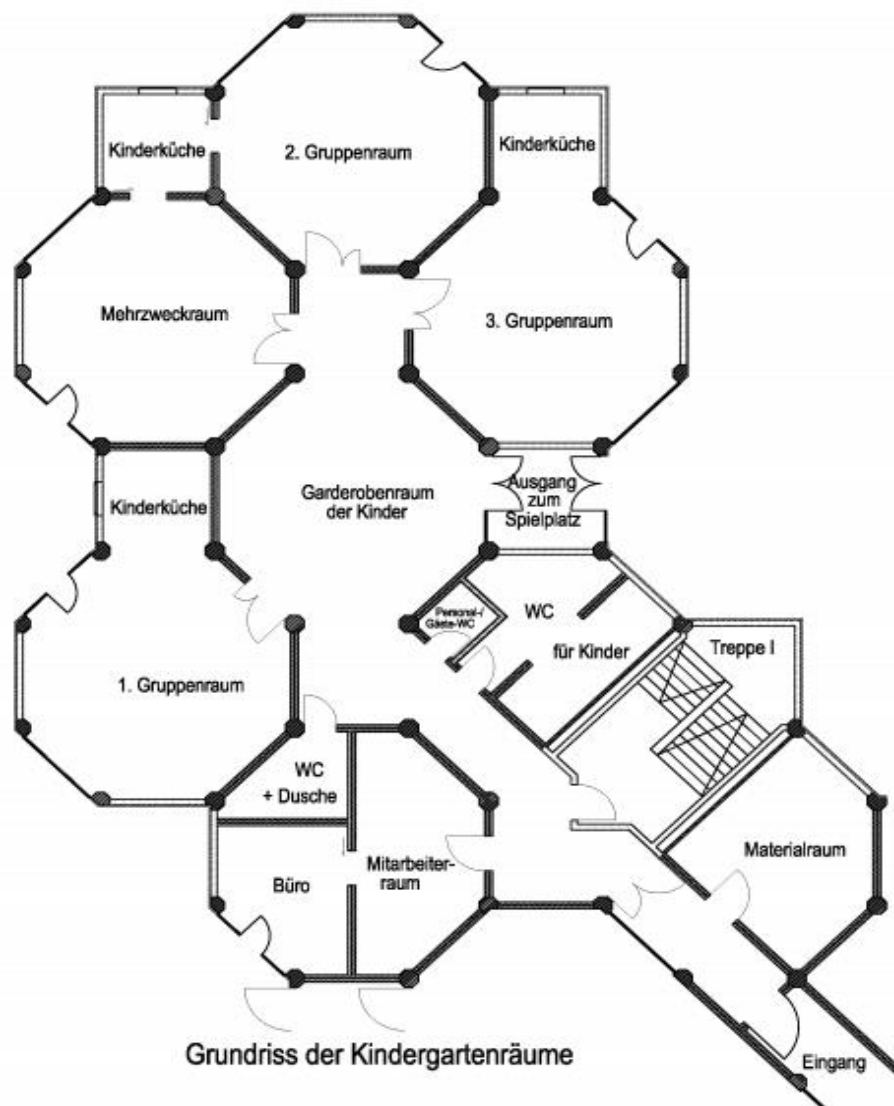 Kinderküche
2. Gruppenraum
Kinderküche
Mehrzweckraum
3. Gruppenraum
Kinderküche
Garderobenraum
der Kinder
Ausgang
zum
Spielplatz
Personal-/
Gäste-WC
WC
für Kinder
Treppe I
1. Gruppenraum
WC
+ Dusche
Büro
Mitarbeiter-
raum
Materialraum
Eingang
Grundriss der Kindergartenräume